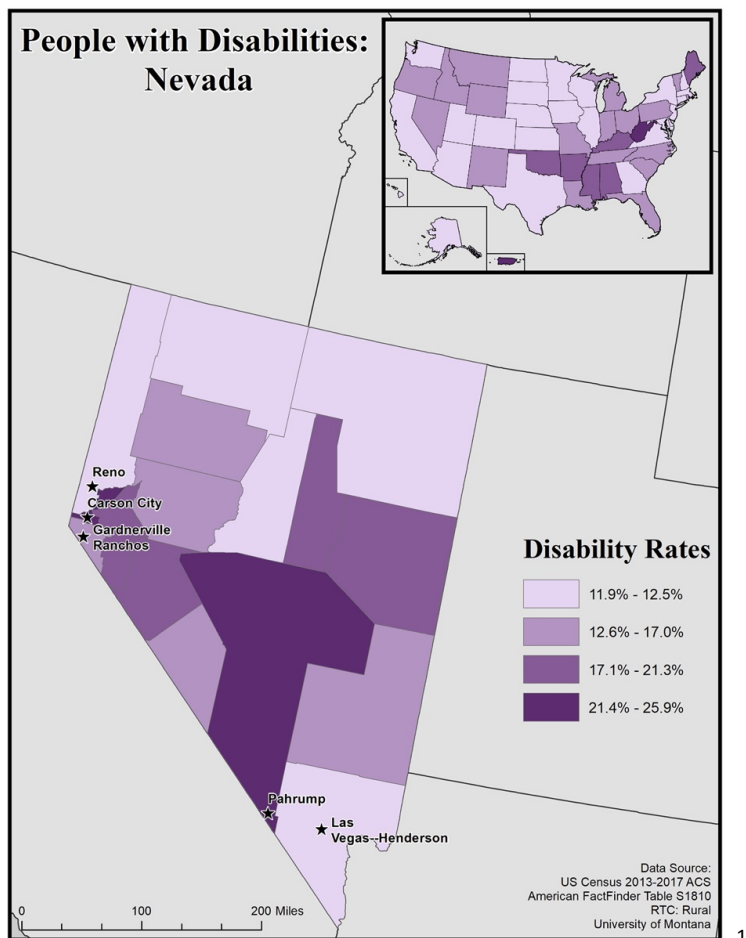 People with Disabilities:
Nevada
Reno
Carson City
Gardnerville
Ranchos
Disability Rates
11.9% - 12.5%
12.6% - 17.0%
17.1% - 21.3%
21.4% - 25.9%
Pahrump
Las
Vegas--Henderson
Data Source:
US Census 2013-2017 ACS
American FactFinder Table S1810
RTC: Rural
University of Montana
0 100 200 Miles
1